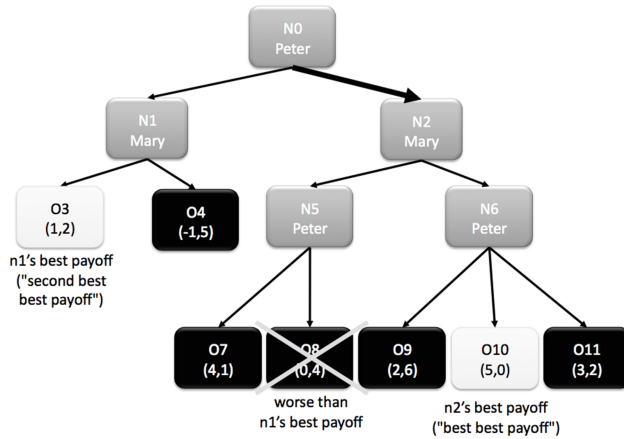 N0
Peter
N1
Mary
N2
Mary
O3
(1,2)
O4
(-1,5)
N5
Peter
N6
Peter
n1's best payoff
("second best
best payoff")
O7
(4,1)
O8
(0,4)
O9
(2,6)
O10
(5,0)
O11
(3,2)
worse than
n1's best payoff
n2's best payoff
("best best payoff")